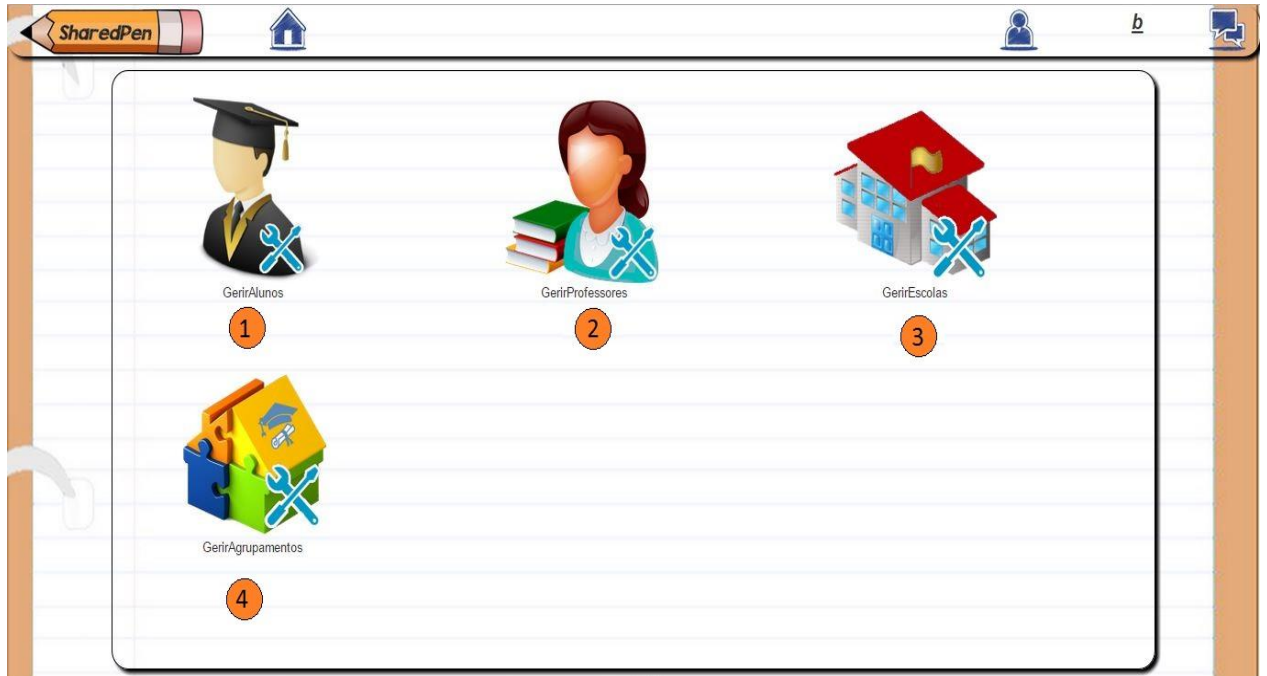 SharedPen
b
GerirAlunos
GerirProfessores
GerirEscolas
1
2
3
GerirAgrupamentos
4